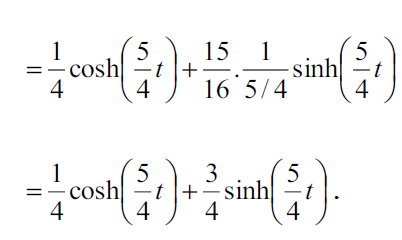 = 1/4 cosh(5/4 t) + 15/16 . 1/(5/4) sinh(5/4 t)
= 1/4 cosh(5/4 t) + 3/4 sinh(5/4 t) .